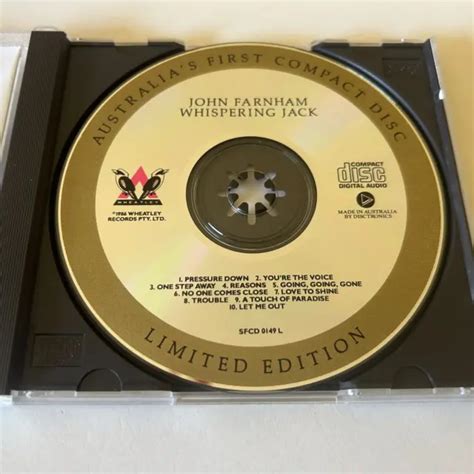 AUSTRALIA'S FIRST COMPACT DISC
JOHN FARNHAM
WHISPERING JACK
WHEATLEY
℗1986 WHEATLEY
RECORDS PTY. LTD.
COMPACT
disc
DIGITAL AUDIO
MADE IN AUSTRALIA
BY DISCTRONICS
1. PRESSURE DOWN 2. YOU'RE THE VOICE
3. ONE STEP AWAY 4. REASONS 5. GOING, GOING, GONE
6. NO ONE COMES CLOSE 7. LOVE TO SHINE
8. TROUBLE 9. A TOUCH OF PARADISE
10. LET ME OUT
SFCD 0149 L
LIMITED EDITION